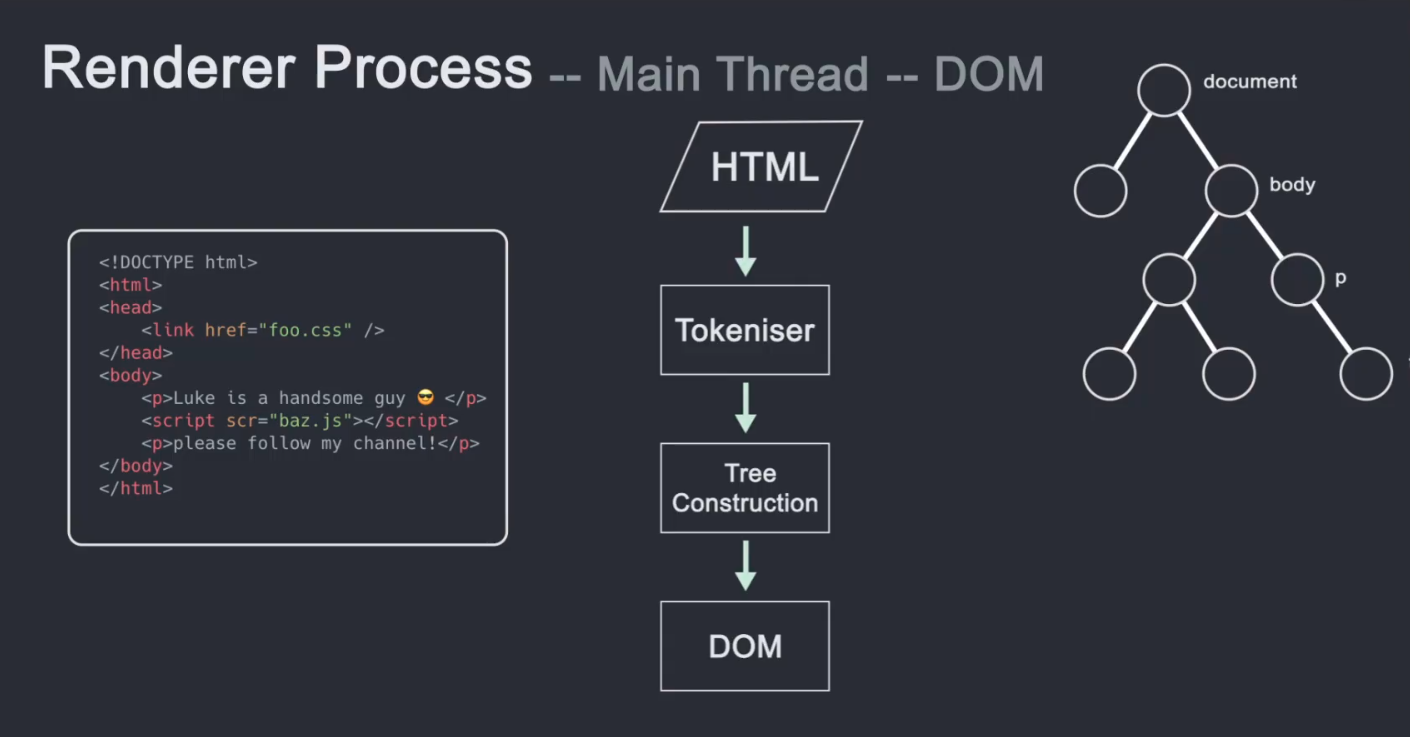 Renderer Process -- Main Thread -- DOM
<!DOCTYPE html>
<html>
<head>
    <link href="foo.css" />
</head>
<body>
    <p>Luke is a handsome guy 😎 </p>
    <script scr="baz.js"></script>
    <p>please follow my channel!</p>
</body>
</html>
HTML
Tokeniser
Tree
Construction
DOM
document
body
p